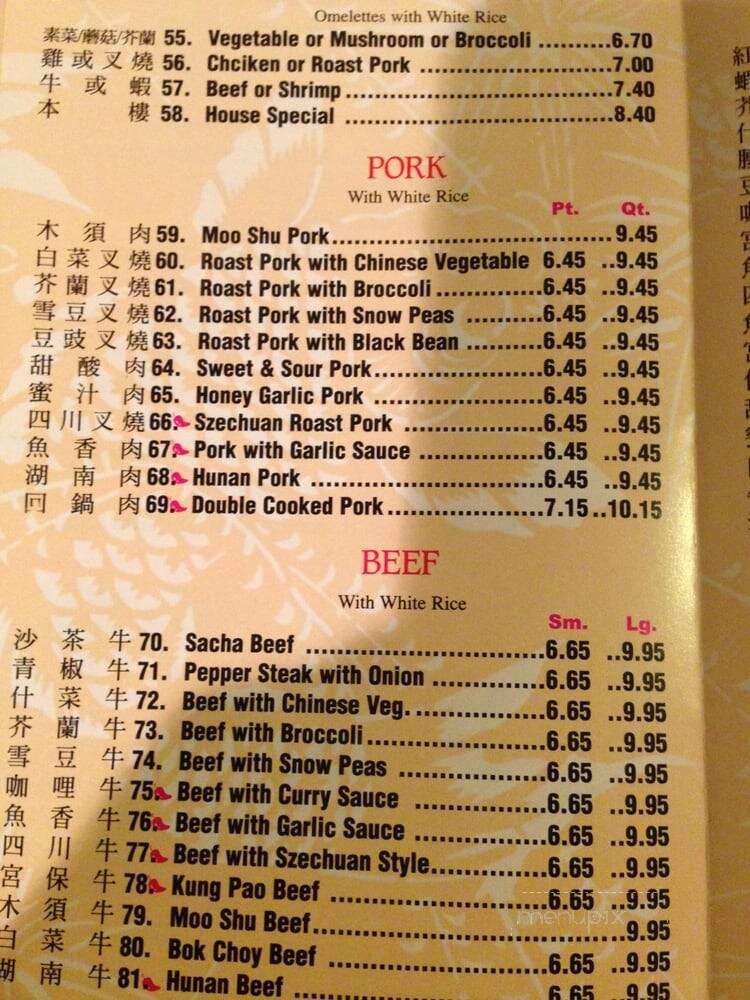 Omelettes with White Rice
素菜/蘑菇/芥蘭 55. Vegetable or Mushroom or Broccoli ..........6.70
雞或叉燒 56. Chciken or Roast Pork ..........................7.00
牛或蝦 57. Beef or Shrimp....................................7.40
本樓 58. House Special .....................................8.40
PORK
With White Rice
Pt. Qt.
木須肉 59. Moo Shu Pork.......................................9.45
白菜叉燒 60. Roast Pork with Chinese Vegetable 6.45 ..9.45
芥蘭叉燒 61. Roast Pork with Broccoli ................6.45 ..9.45
雪豆叉燒 62. Roast Pork with Snow Peas ...........6.45 ..9.45
豆豉叉燒 63. Roast Pork with Black Bean ............6.45 ..9.45
甜酸肉 64. Sweet & Sour Pork.........................6.45 ..9.45
蜜汁肉 65. Honey Garlic Pork ..........................6.45 ..9.45
四川叉燒 66. Szechuan Roast Pork .....................6.45 ..9.45
魚香肉 67. Pork with Garlic Sauce ...................6.45 ..9.45
湖南肉 68. Hunan Pork ...................................6.45 ..9.45
回鍋肉 69. Double Cooked Pork.......................7.15..10.15
BEEF
With White Rice
Sm. Lg.
沙茶牛 70. Sacha Beef ...................................6.65 ..9.95
青椒牛 71. Pepper Steak with Onion ................6.65 ..9.95
什菜牛 72. Beef with Chinese Veg. ...................6.65 ..9.95
芥蘭牛 73. Beef with Broccoli ..........................6.65 ..9.95
雪豆牛 74. Beef with Snow Peas .....................6.65 ..9.95
咖哩牛 75. Beef with Curry Sauce ...................6.65 ..9.95
魚香牛 76. Beef with Garlic Sauce ...................6.65 ..9.95
四川牛 77. Beef with Szechuan Style................6.65 ..9.95
宮保牛 78. Kung Pao Beef ..............................6.65 ..9.95
木須牛 79. Moo Shu Beef.......................................9.95
白菜牛 80. Bok Choy Beef ..............................6.65 ..9.95
湖南牛 81. Hunan Beef ..................................6.65 ..9.95
menupix